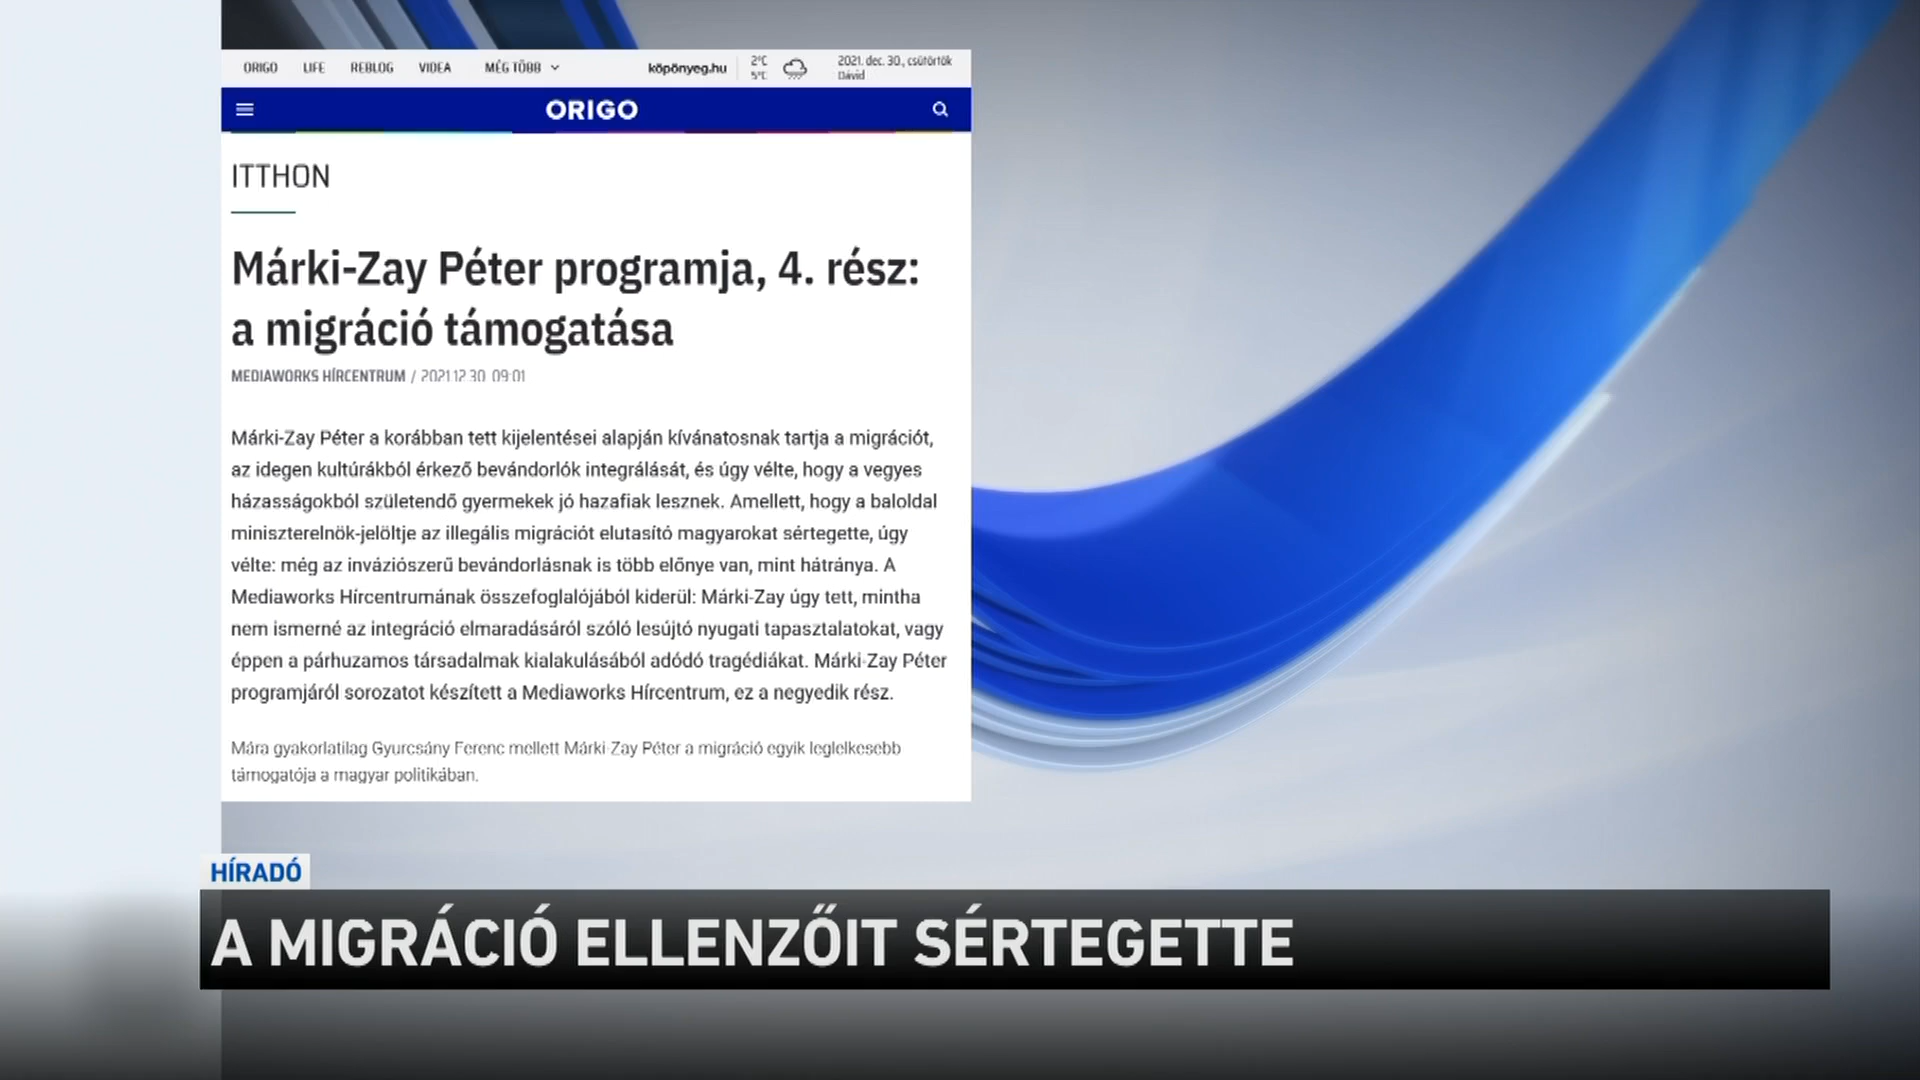 ORIGO LIFE REBLOG VIDEA MÉG TÖBB köpönyeg.hu 2°C 5°C 2021. dec. 30., csütörtök Dávid
ORIGO
ITTHON
Márki-Zay Péter programja, 4. rész:
a migráció támogatása
MEDIAWORKS HÍRCENTRUM / 2021.12.30. 09:01
Márki-Zay Péter a korábban tett kijelentései alapján kívánatosnak tartja a migrációt,
az idegen kultúrákból érkező bevándorlók integrálását, és úgy vélte, hogy a vegyes
házasságokból születendő gyermekek jó hazafiak lesznek. Amellett, hogy a baloldal
miniszterelnök-jelöltje az illegális migrációt elutasító magyarokat sértegette, úgy
vélte: még az inváziószerű bevándorlásnak is több előnye van, mint hátránya. A
Mediaworks Hírcentrumának összefoglalójából kiderül: Márki-Zay úgy tett, mintha
nem ismerné az integráció elmaradásáról szóló lesújtó nyugati tapasztalatokat, vagy
éppen a párhuzamos társadalmak kialakulásából adódó tragédiákat. Márki-Zay Péter
programjáról sorozatot készített a Mediaworks Hírcentrum, ez a negyedik rész.
Mára gyakorlatilag Gyurcsány Ferenc mellett Márki-Zay Péter a migráció egyik leglelkesebb
támogatója a magyar politikában.
HÍRADÓ
A MIGRÁCIÓ ELLENZŐIT SÉRTEGETTE